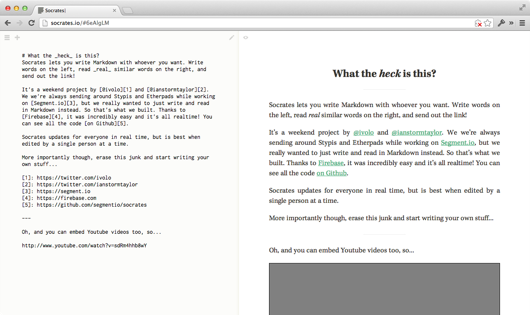 Socrates|
socrates.io/#6eAIgLM
# What the _heck_ is this?
Socrates lets you write Markdown with whoever you want. Write
words on the left, read _real_ similar words on the right, and
send out the link!
It's a weekend project by [@ivolo][1] and [@ianstormtaylor][2].
We we're always sending around Stypis and Etherpads while working
on [Segment.io][3], but we really wanted to just write and read
in Markdown instead. So that's what we built. Thanks to
[Firebase][4], it was incredibly easy and it's all realtime! You
can see all the code [on Github][5].
Socrates updates for everyone in real time, but is best when
edited by a single person at a time.
More importantly though, erase this junk and start writing your
own stuff...
[1]: https://twitter.com/ivolo
[2]: https://twitter.com/ianstormtaylor
[3]: https://segment.io
[4]: https://firebase.com
[5]: https://github.com/segmentio/socrates
---
Oh, and you can embed Youtube videos too, so...
http://www.youtube.com/watch?v=sdRm4hhb8wY
What the heck is this?
Socrates lets you write Markdown with whoever you want. Write words on
the left, read real similar words on the right, and send out the link!
It's a weekend project by @ivolo and @ianstormtaylor. We we're always
sending around Stypis and Etherpads while working on Segment.io, but we
really wanted to just write and read in Markdown instead. So that's what we
built. Thanks to Firebase, it was incredibly easy and it's all realtime! You can
see all the code on Github.
Socrates updates for everyone in real time, but is best when edited by a
single person at a time.
More importantly though, erase this junk and start writing your own stuff...
Oh, and you can embed Youtube videos too, so...